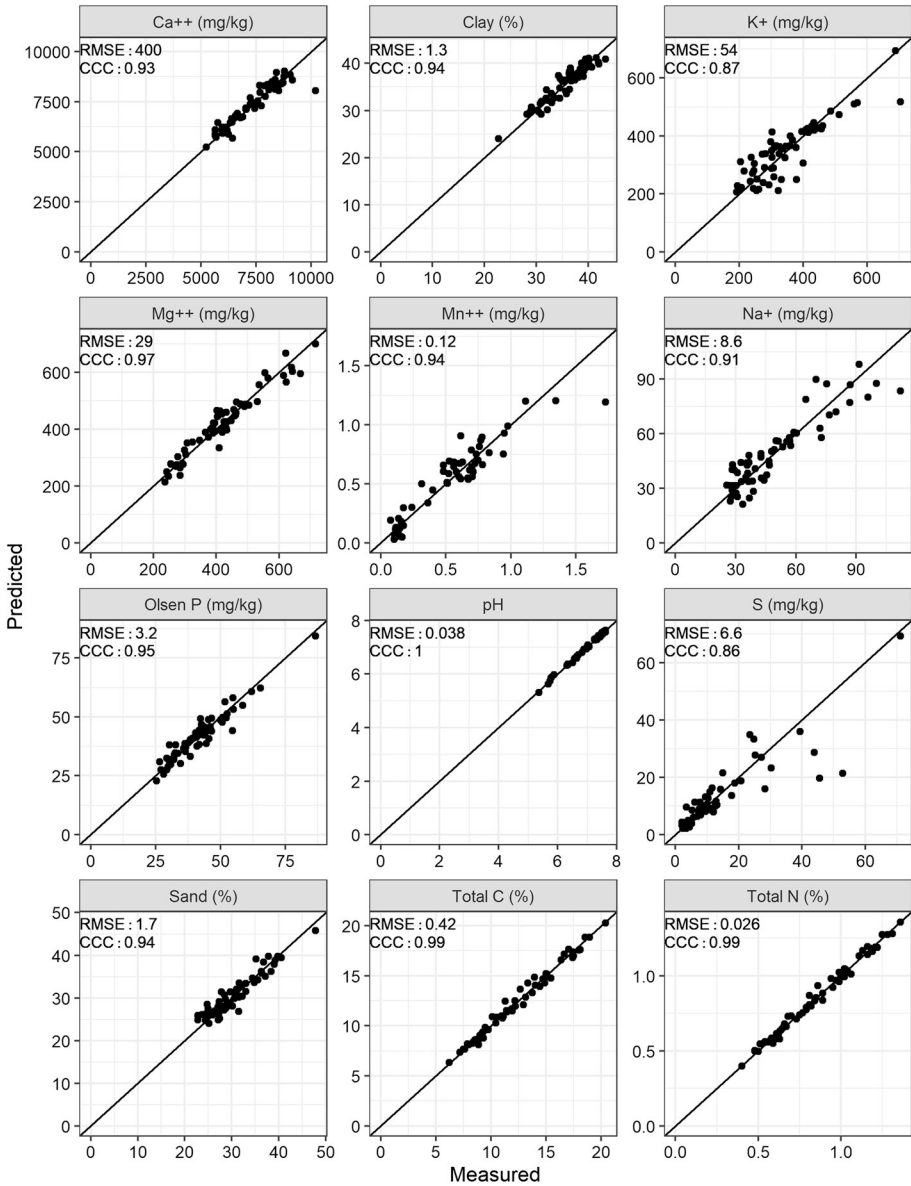 Ca++ (mg/kg)
Clay (%)
K+ (mg/kg)
RMSE : 400
CCC : 0.93
RMSE : 1.3
CCC : 0.94
RMSE : 54
CCC : 0.87
10000
7500
5000
2500
0
40
30
20
10
0
600
400
200
0
0 2500 5000 7500 10000
0 10 20 30 40
0 200 400 600
Mg++ (mg/kg)
Mn++ (mg/kg)
Na+ (mg/kg)
RMSE : 29
CCC : 0.97
RMSE : 0.12
CCC : 0.94
RMSE : 8.6
CCC : 0.91
600
400
200
0
1.5
1.0
0.5
0.0
90
60
30
0
0 200 400 600
0.0 0.5 1.0 1.5
0 30 60 90
Predicted
Olsen P (mg/kg)
pH
S (mg/kg)
RMSE : 3.2
CCC : 0.95
RMSE : 0.038
CCC : 1
RMSE : 6.6
CCC : 0.86
75
50
25
0
8
6
4
2
0
60
40
20
0
0 25 50 75
0 2 4 6 8
0 20 40 60
Sand (%)
Total C (%)
Total N (%)
RMSE : 1.7
CCC : 0.94
RMSE : 0.42
CCC : 0.99
RMSE : 0.026
CCC : 0.99
50
40
30
20
10
0
20
15
10
5
0
1.0
0.5
0.0
0 10 20 30 40 50
0 5 10 15 20
0.0 0.5 1.0
Measured